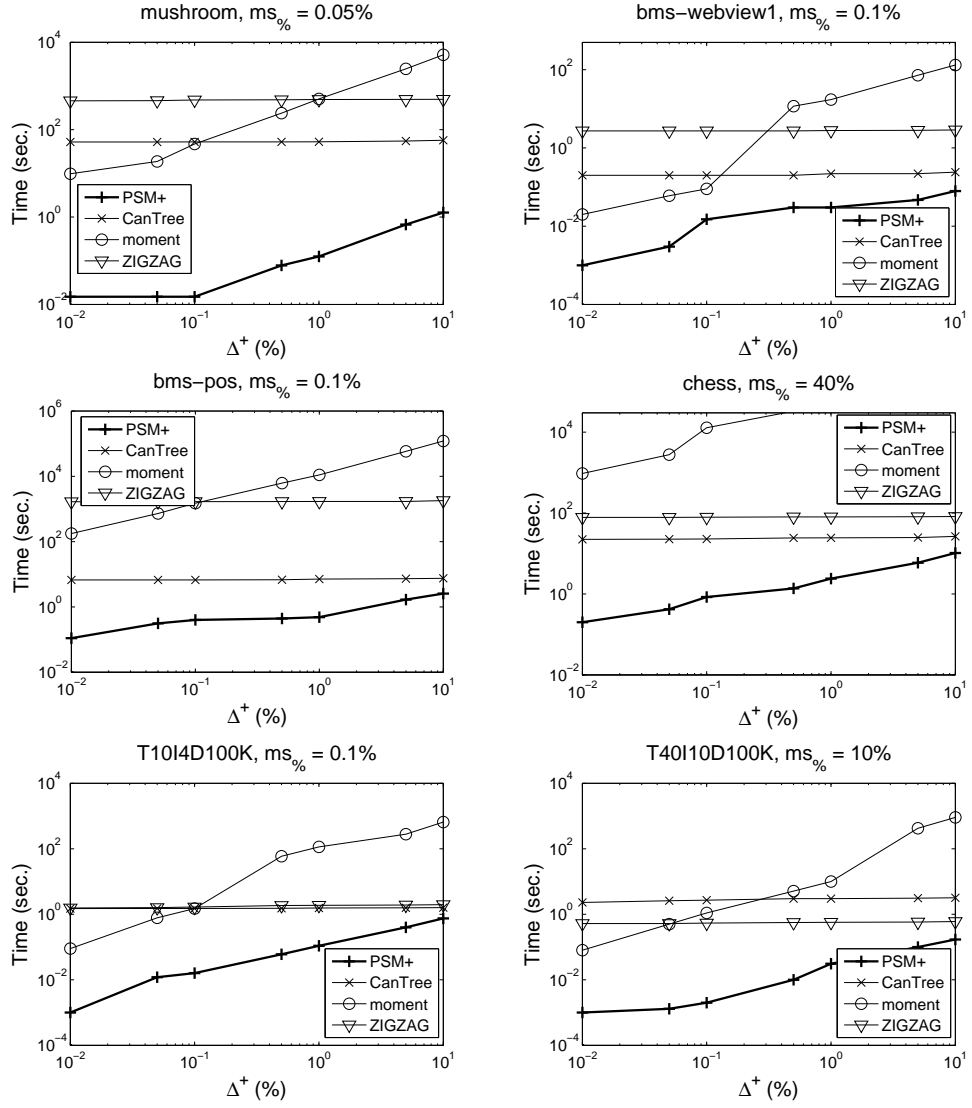 mushroom, ms% = 0.05%
10^4
10^2
10^0
10^-2
Time (sec.)
PSM+
CanTree
moment
ZIGZAG
10^-2
10^-1
10^0
10^1
Δ^+ (%)
bms-webview1, ms% = 0.1%
10^2
10^0
10^-2
10^-4
Time (sec.)
PSM+
CanTree
moment
ZIGZAG
10^-2
10^-1
10^0
10^1
Δ^+ (%)
bms-pos, ms% = 0.1%
10^6
10^4
10^2
10^0
10^-2
Time (sec.)
PSM+
CanTree
moment
ZIGZAG
10^-2
10^-1
10^0
10^1
Δ^+ (%)
chess, ms% = 40%
10^4
10^2
10^0
10^-2
Time (sec.)
PSM+
CanTree
moment
ZIGZAG
10^-2
10^-1
10^0
10^1
Δ^+ (%)
T10I4D100K, ms% = 0.1%
10^4
10^2
10^0
10^-2
10^-4
Time (sec.)
PSM+
CanTree
moment
ZIGZAG
10^-2
10^-1
10^0
10^1
Δ^+ (%)
T40I10D100K, ms% = 10%
10^4
10^2
10^0
10^-2
10^-4
Time (sec.)
PSM+
CanTree
moment
ZIGZAG
10^-2
10^-1
10^0
10^1
Δ^+ (%)